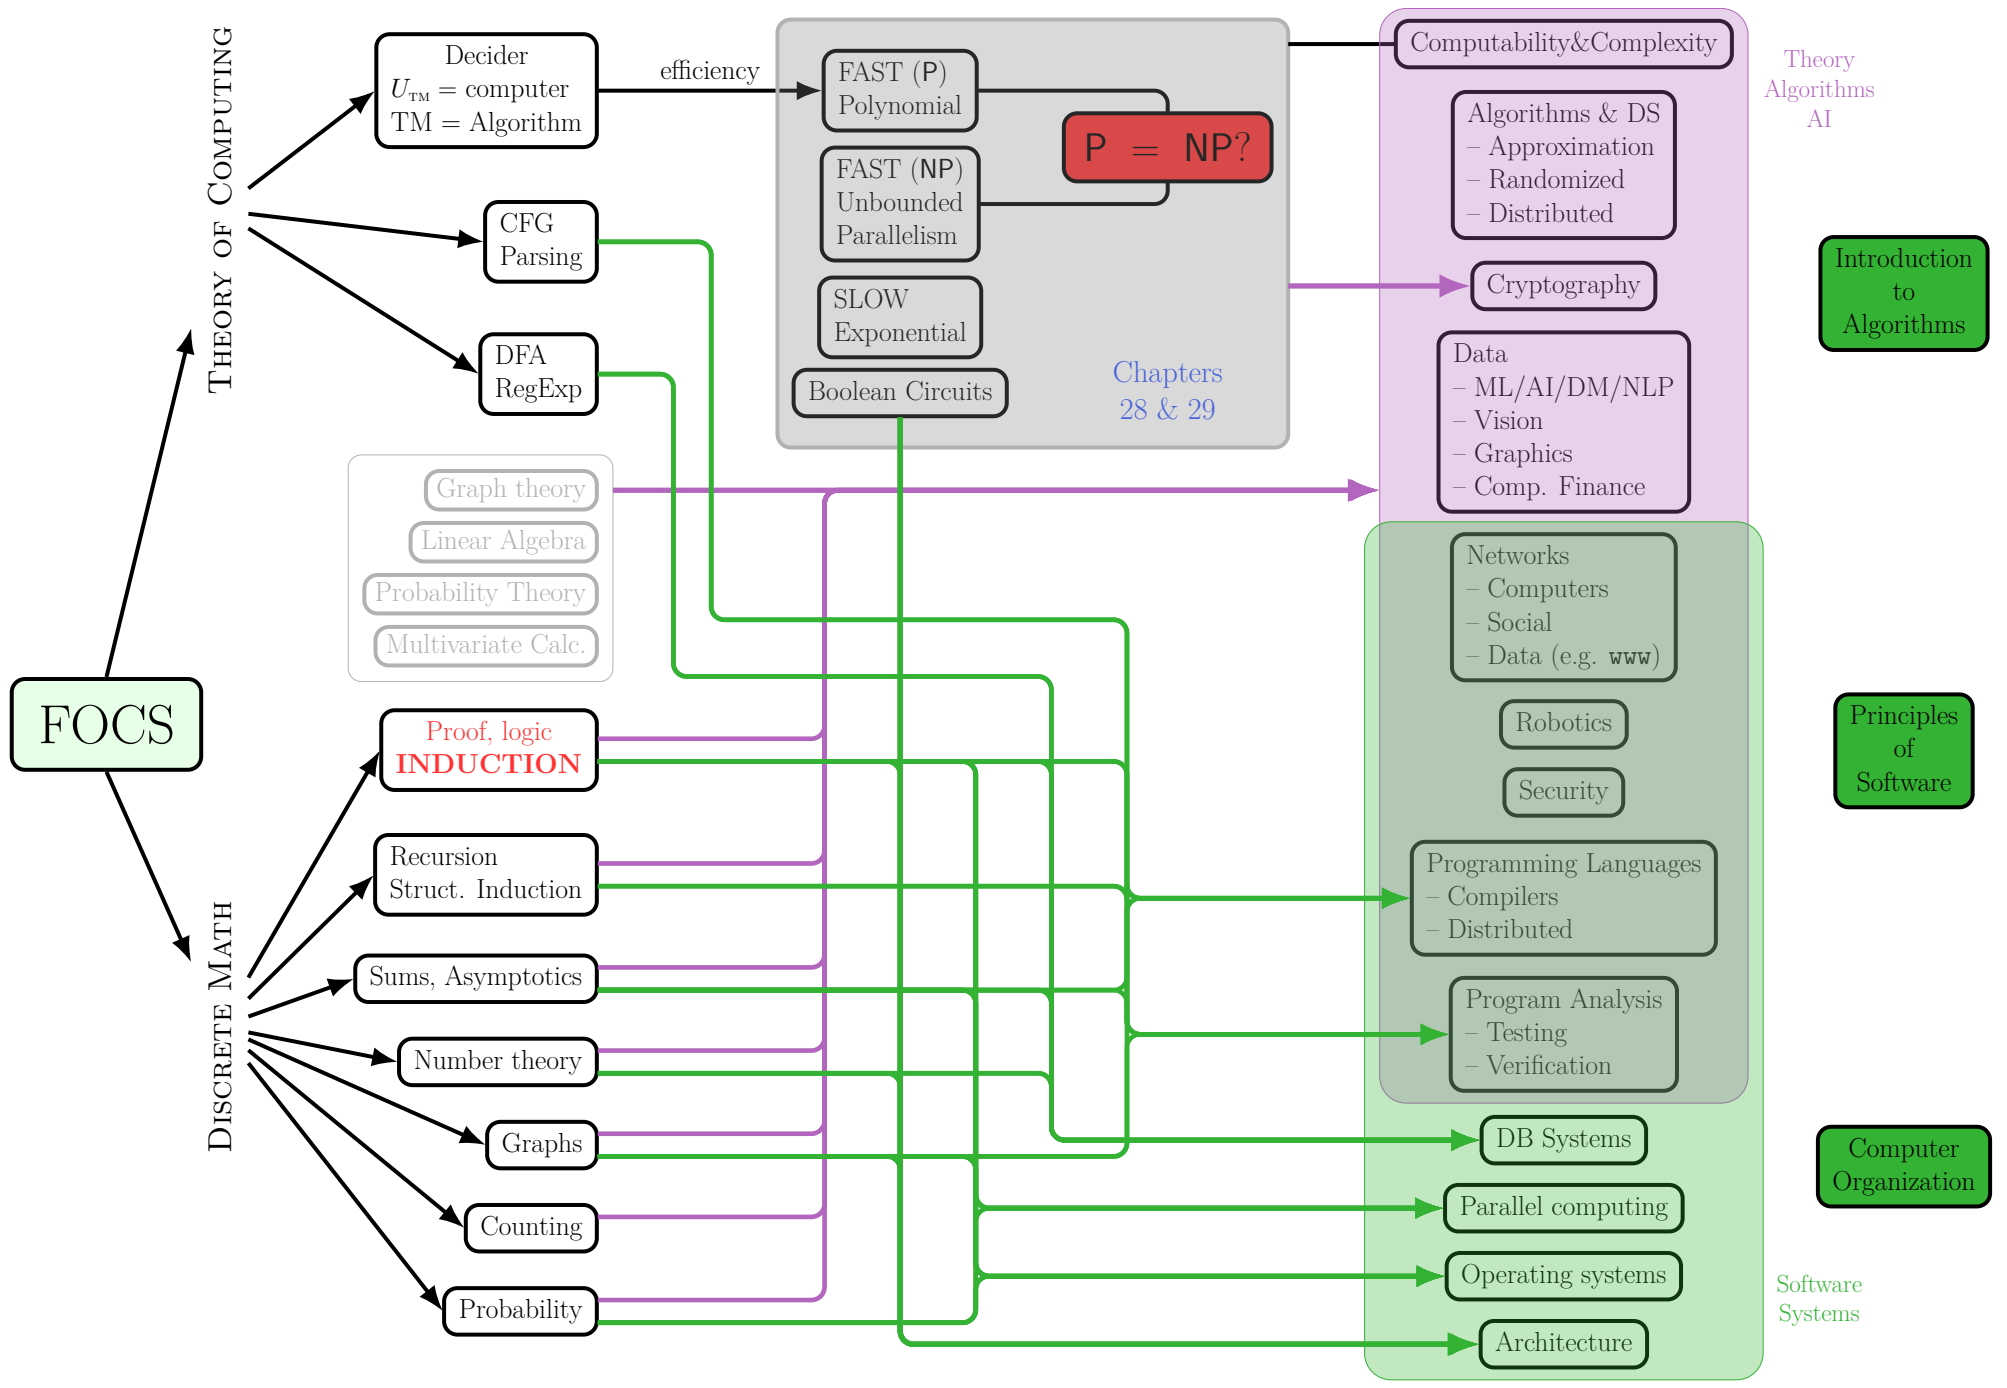 FOCS
THEORY OF COMPUTING
DISCRETE MATH
Decider
U_TM = computer
TM = Algorithm
CFG
Parsing
DFA
RegExp
Graph theory
Linear Algebra
Probability Theory
Multivariate Calc.
Proof, logic
INDUCTION
Recursion
Struct. Induction
Sums, Asymptotics
Number theory
Graphs
Counting
Probability
efficiency
FAST (P)
Polynomial
FAST (NP)
Unbounded
Parallelism
SLOW
Exponential
Boolean Circuits
P = NP?
Chapters
28 & 29
Computability&Complexity
Algorithms & DS
– Approximation
– Randomized
– Distributed
Cryptography
Data
– ML/AI/DM/NLP
– Vision
– Graphics
– Comp. Finance
Networks
– Computers
– Social
– Data (e.g. www)
Robotics
Security
Programming Languages
– Compilers
– Distributed
Program Analysis
– Testing
– Verification
DB Systems
Parallel computing
Operating systems
Architecture
Theory
Algorithms
AI
Introduction
to
Algorithms
Principles
of
Software
Computer
Organization
Software
Systems